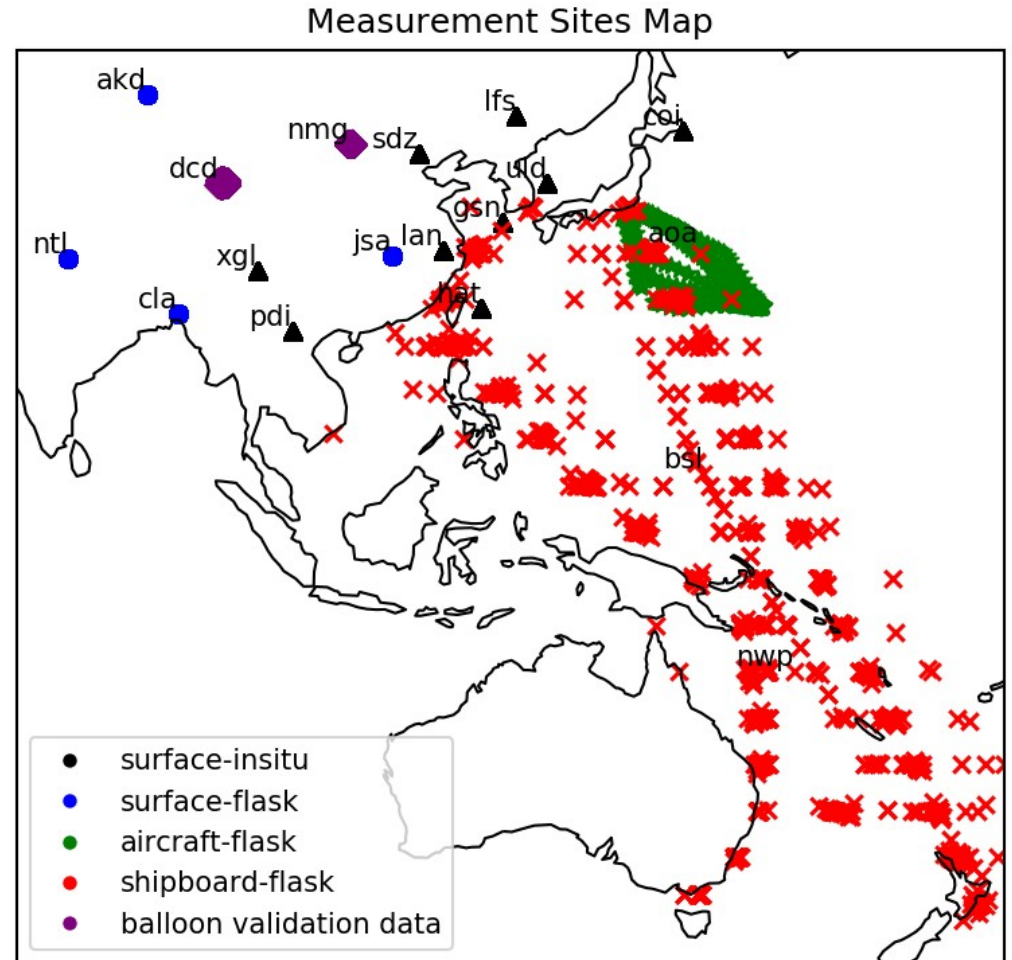 Measurement Sites Map
akd
lfs
coi
nmg
sdz
dcd
uld
gsn
aoa
ntl
jsa
lan
xgl
hat
cla
pdi
bsl
nwp
surface-insitu
surface-flask
aircraft-flask
shipboard-flask
balloon validation data